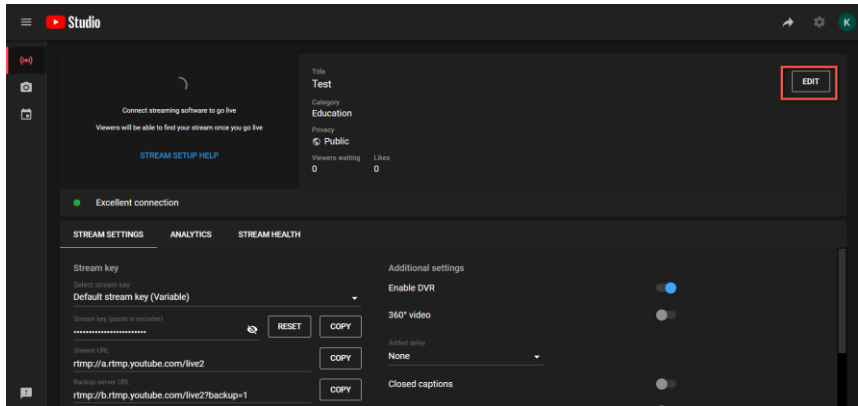 Studio
K
Connect streaming software to go live
Viewers will be able to find your stream once you go live
STREAM SETUP HELP
Title
Test
Category
Education
Privacy
Public
Viewers waiting Likes
0 0
EDIT
Excellent connection
STREAM SETTINGS ANALYTICS STREAM HEALTH
Stream key
Select stream key
Default stream key (Variable)
Stream key (paste in encoder)
••••••••••••••••••••••••
RESET COPY
Stream URL
rtmp://a.rtmp.youtube.com/live2
COPY
Backup server URL
rtmp://b.rtmp.youtube.com/live2?backup=1
COPY
Additional settings
Enable DVR
360° video
Added delay
None
Closed captions